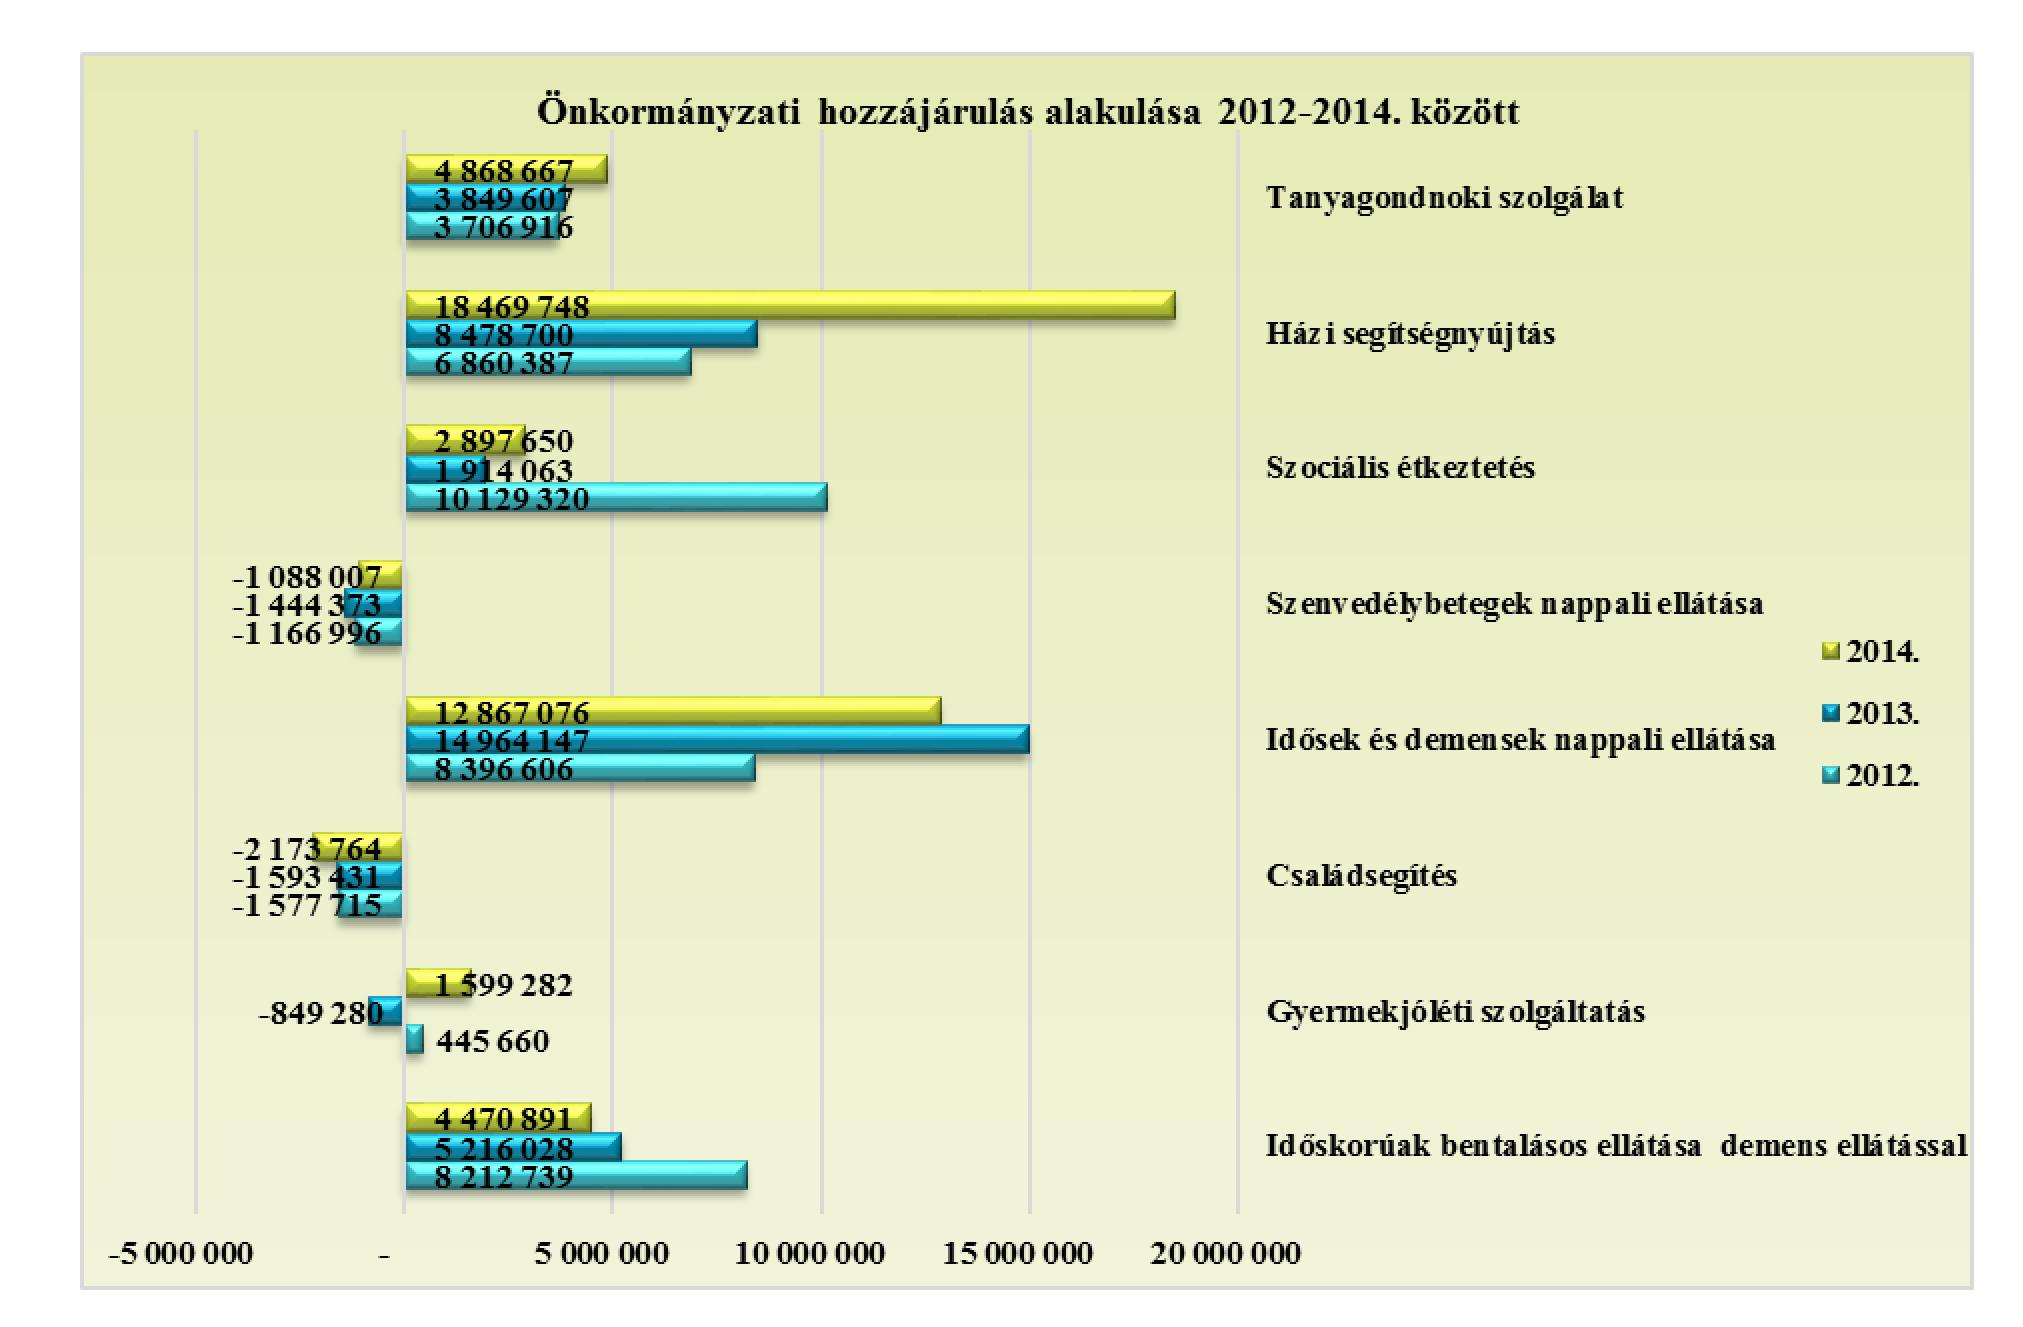 Önkormányzati hozzájárulás alakulása 2012-2014. között
4 868 667
3 849 607
3 706 916
Tanyagondnoki szolgálat
18 469 748
8 478 700
6 860 387
Házi segítségnyújtás
2 897 650
1 914 063
10 129 320
Szociális étkeztetés
-1 088 007
-1 444 373
-1 166 996
Szenvedélybetegek nappali ellátása
12 867 076
14 964 147
8 396 606
Idősek és demensek nappali ellátása
-2 173 764
-1 593 431
-1 577 715
Családsegítés
1 599 282
-849 280
445 660
Gyermekjóléti szolgáltatás
4 470 891
5 216 028
8 212 739
Időskorúak bentalásos ellátása demens ellátással
2014.
2013.
2012.
-5 000 000 - 5 000 000 10 000 000 15 000 000 20 000 000